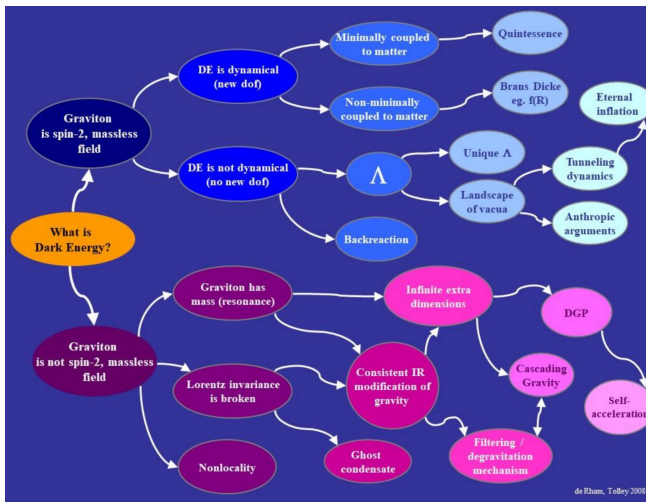 What is
Dark Energy?
Graviton
is spin-2, massless
field
DE is dynamical
(new dof)
Minimally coupled
to matter
Quintessence
Non-minimally
coupled to matter
Brans Dicke
eg. f(R)
DE is not dynamical
(no new dof)
Λ
Unique Λ
Landscape
of vacua
Tunneling
dynamics
Eternal
inflation
Anthropic
arguments
Backreaction
Graviton
is not spin-2, massless
field
Graviton has
mass (resonance)
Infinite extra
dimensions
DGP
Self-
acceleration
Cascading
Gravity
Lorentz invariance
is broken
Consistent IR
modification of
gravity
Filtering /
degravitation
mechanism
Ghost
condensate
Nonlocality
de Rham, Tolley 2008